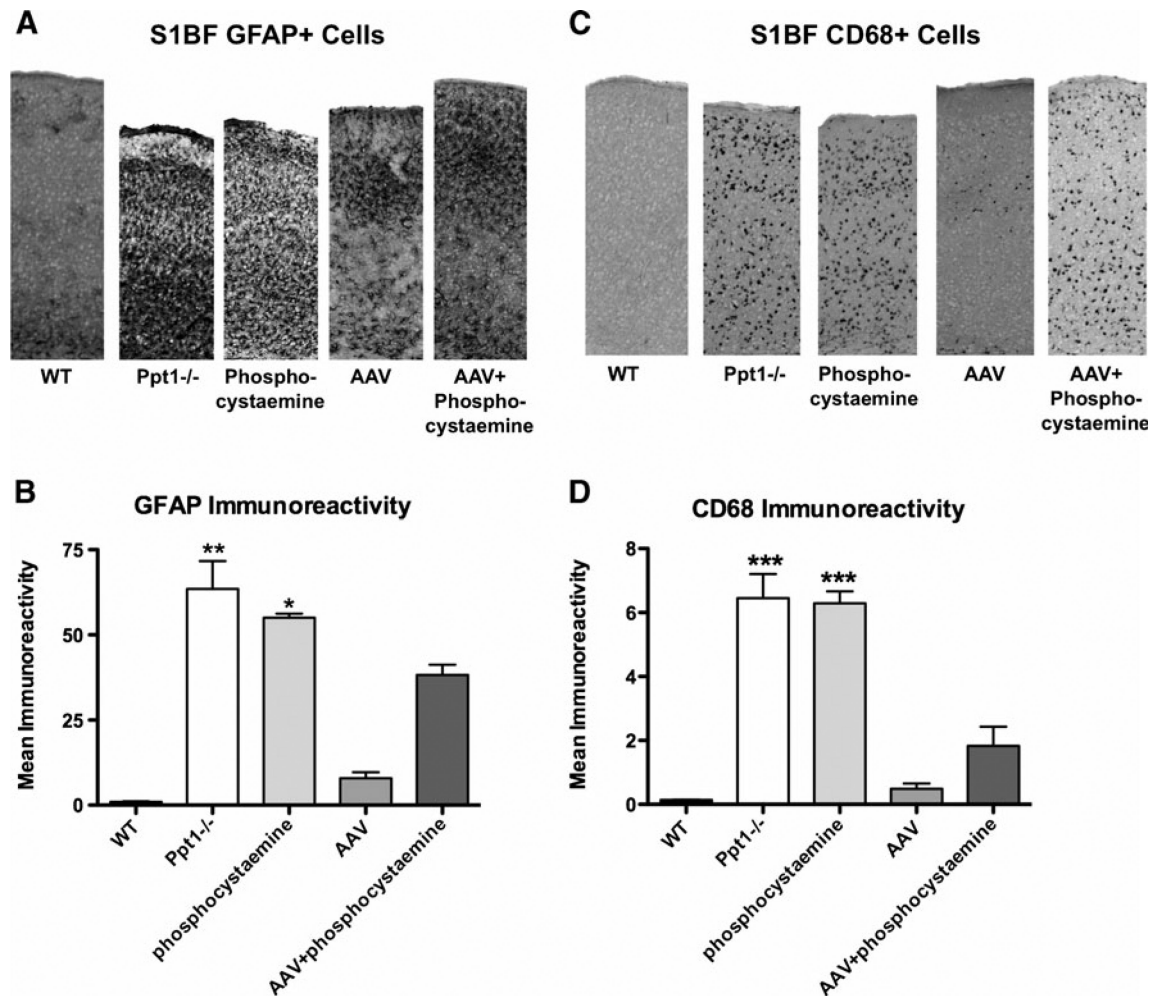 A
S1BF GFAP+ Cells
WT
Ppt1-/-
Phospho-
cystaemine
AAV
AAV+
Phospho-
cystaemine
C
S1BF CD68+ Cells
WT
Ppt1-/-
Phospho-
cystaemine
AAV
AAV+
Phospho-
cystaemine
B
GFAP Immunoreactivity
Mean Immunoreactivity
75
50
25
0
**
*
WT
Ppt1-/-
phosphocystaemine
AAV
AAV+phosphocystaemine
D
CD68 Immunoreactivity
Mean Immunoreactivity
8
6
4
2
0
***
***
WT
Ppt1-/-
phosphocystaemine
AAV
AAV+phosphocystaemine